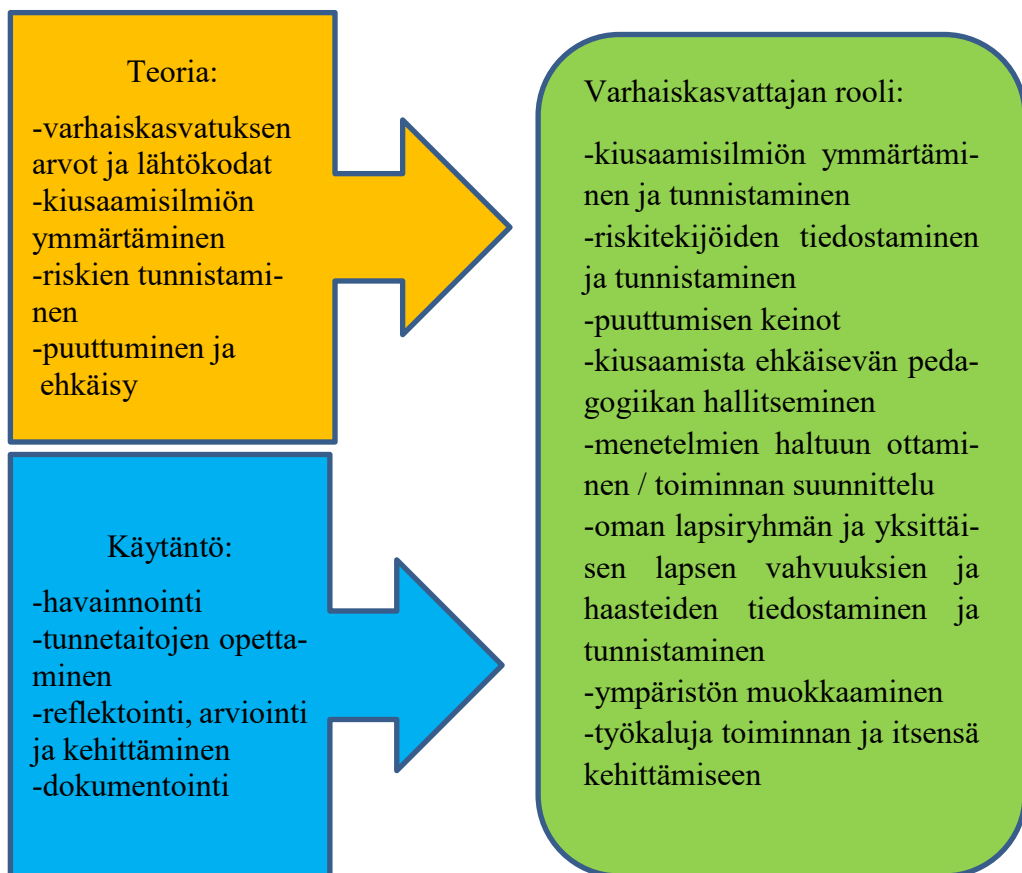 Teoria:
-varhaiskasvatuksen
arvot ja lähtökodat
-kiusaamisilmiön
ymmärtäminen
-riskien tunnistami-
nen
-puuttuminen ja
ehkäisy
Käytäntö:
-havainnointi
-tunnetaitojen opetta-
minen
-reflektointi, arviointi
ja kehittäminen
-dokumentointi
Varhaiskasvattajan rooli:
-kiusaamisilmiön ymmärtämi-
nen ja tunnistaminen
-riskitekijöiden tiedostaminen
ja tunnistaminen
-puuttumisen keinot
-kiusaamista ehkäisevän peda-
gogiikan hallitseminen
-menetelmien haltuun ottami-
nen / toiminnan suunnittelu
-oman lapsiryhmän ja yksittäi-
sen lapsen vahvuuksien ja
haasteiden tiedostaminen ja
tunnistaminen
-ympäristön muokkaaminen
-työkaluja toiminnan ja itsensä
kehittämiseen